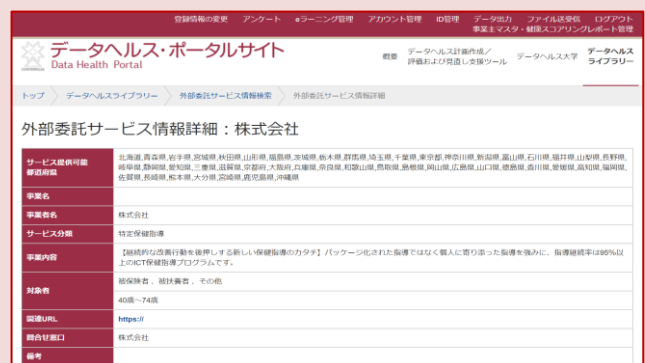 登録情報の変更 アンケート eラーニング管理 アカウント管理 ID管理 データ出力 ファイル送受信 ログアウト
事業主マスタ・健康スコアリングレポート管理
データヘルス・ポータルサイト
Data Health Portal
概要 データヘルス計画作成／評価および見直し支援ツール データヘルス大学 データヘルスライブラリー
トップ データヘルスライブラリー 外部委託サービス情報検索 外部委託サービス情報詳細
外部委託サービス情報詳細：株式会社
サービス提供可能都道府県
北海道,青森県,岩手県,宮城県,秋田県,山形県,福島県,茨城県,栃木県,群馬県,埼玉県,千葉県,東京都,神奈川県,新潟県,富山県,石川県,福井県,山梨県,長野県,
岐阜県,静岡県,愛知県,三重県,滋賀県,京都府,大阪府,兵庫県,奈良県,和歌山県,鳥取県,島根県,岡山県,広島県,山口県,徳島県,香川県,愛媛県,高知県,福岡県,
佐賀県,長崎県,熊本県,大分県,宮崎県,鹿児島県,沖縄県
事業名
事業者名 株式会社
サービス分類 特定保健指導
事業内容
【継続的な改善行動を後押しする新しい保健指導のカタチ】パッケージ化された指導ではなく個人に寄り添った指導を強みに、指導継続率は95%以
上のICT保健指導プログラムです。
対象者
被保険者 、被扶養者 、その他
40歳～74歳
関連URL https://
問合せ窓口 株式会社
備考